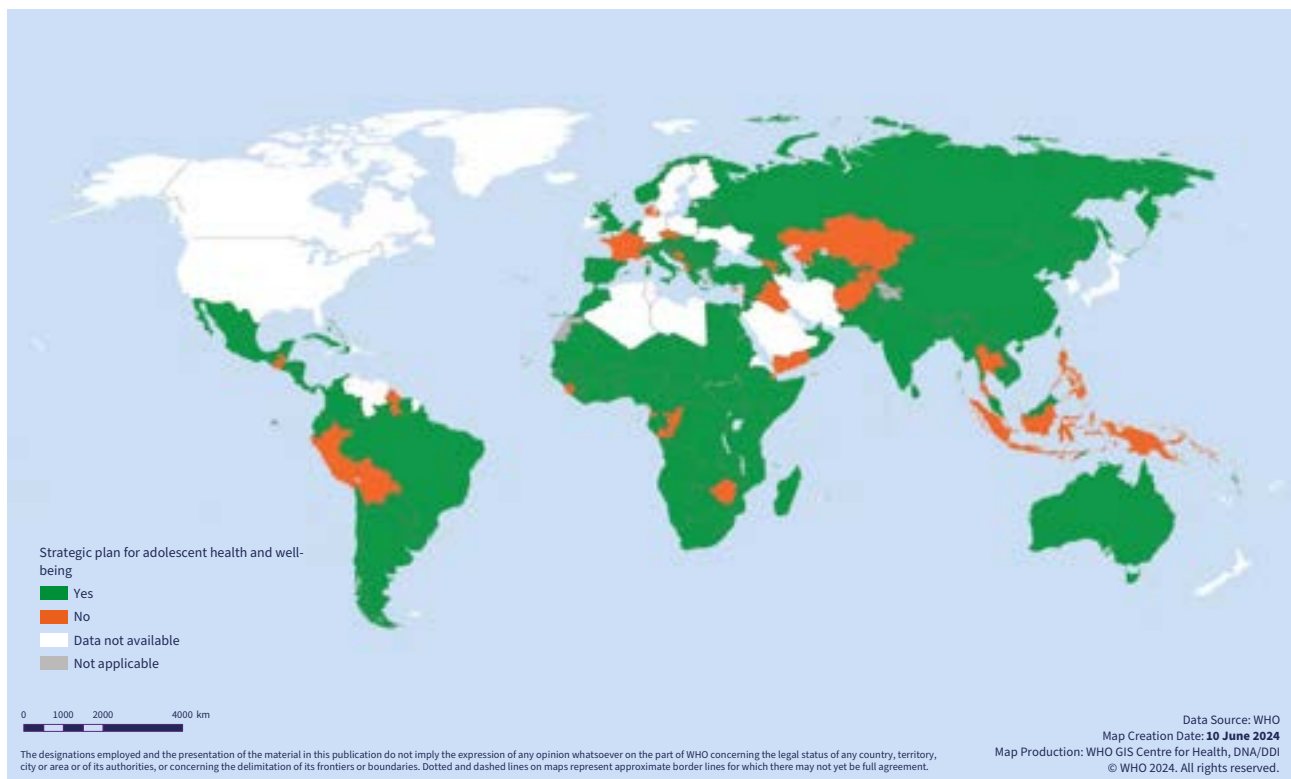 Strategic plan for adolescent health and well-
being
Yes
No
Data not available
Not applicable
0 1000 2000 4000 km
The designations employed and the presentation of the material in this publication do not imply the expression of any opinion whatsoever on the part of WHO concerning the legal status of any country, territory,
city or area or of its authorities, or concerning the delimitation of its frontiers or boundaries. Dotted and dashed lines on maps represent approximate border lines for which there may not yet be full agreement.
Data Source: WHO
Map Creation Date: 10 June 2024
Map Production: WHO GIS Centre for Health, DNA/DDI
© WHO 2024. All rights reserved.